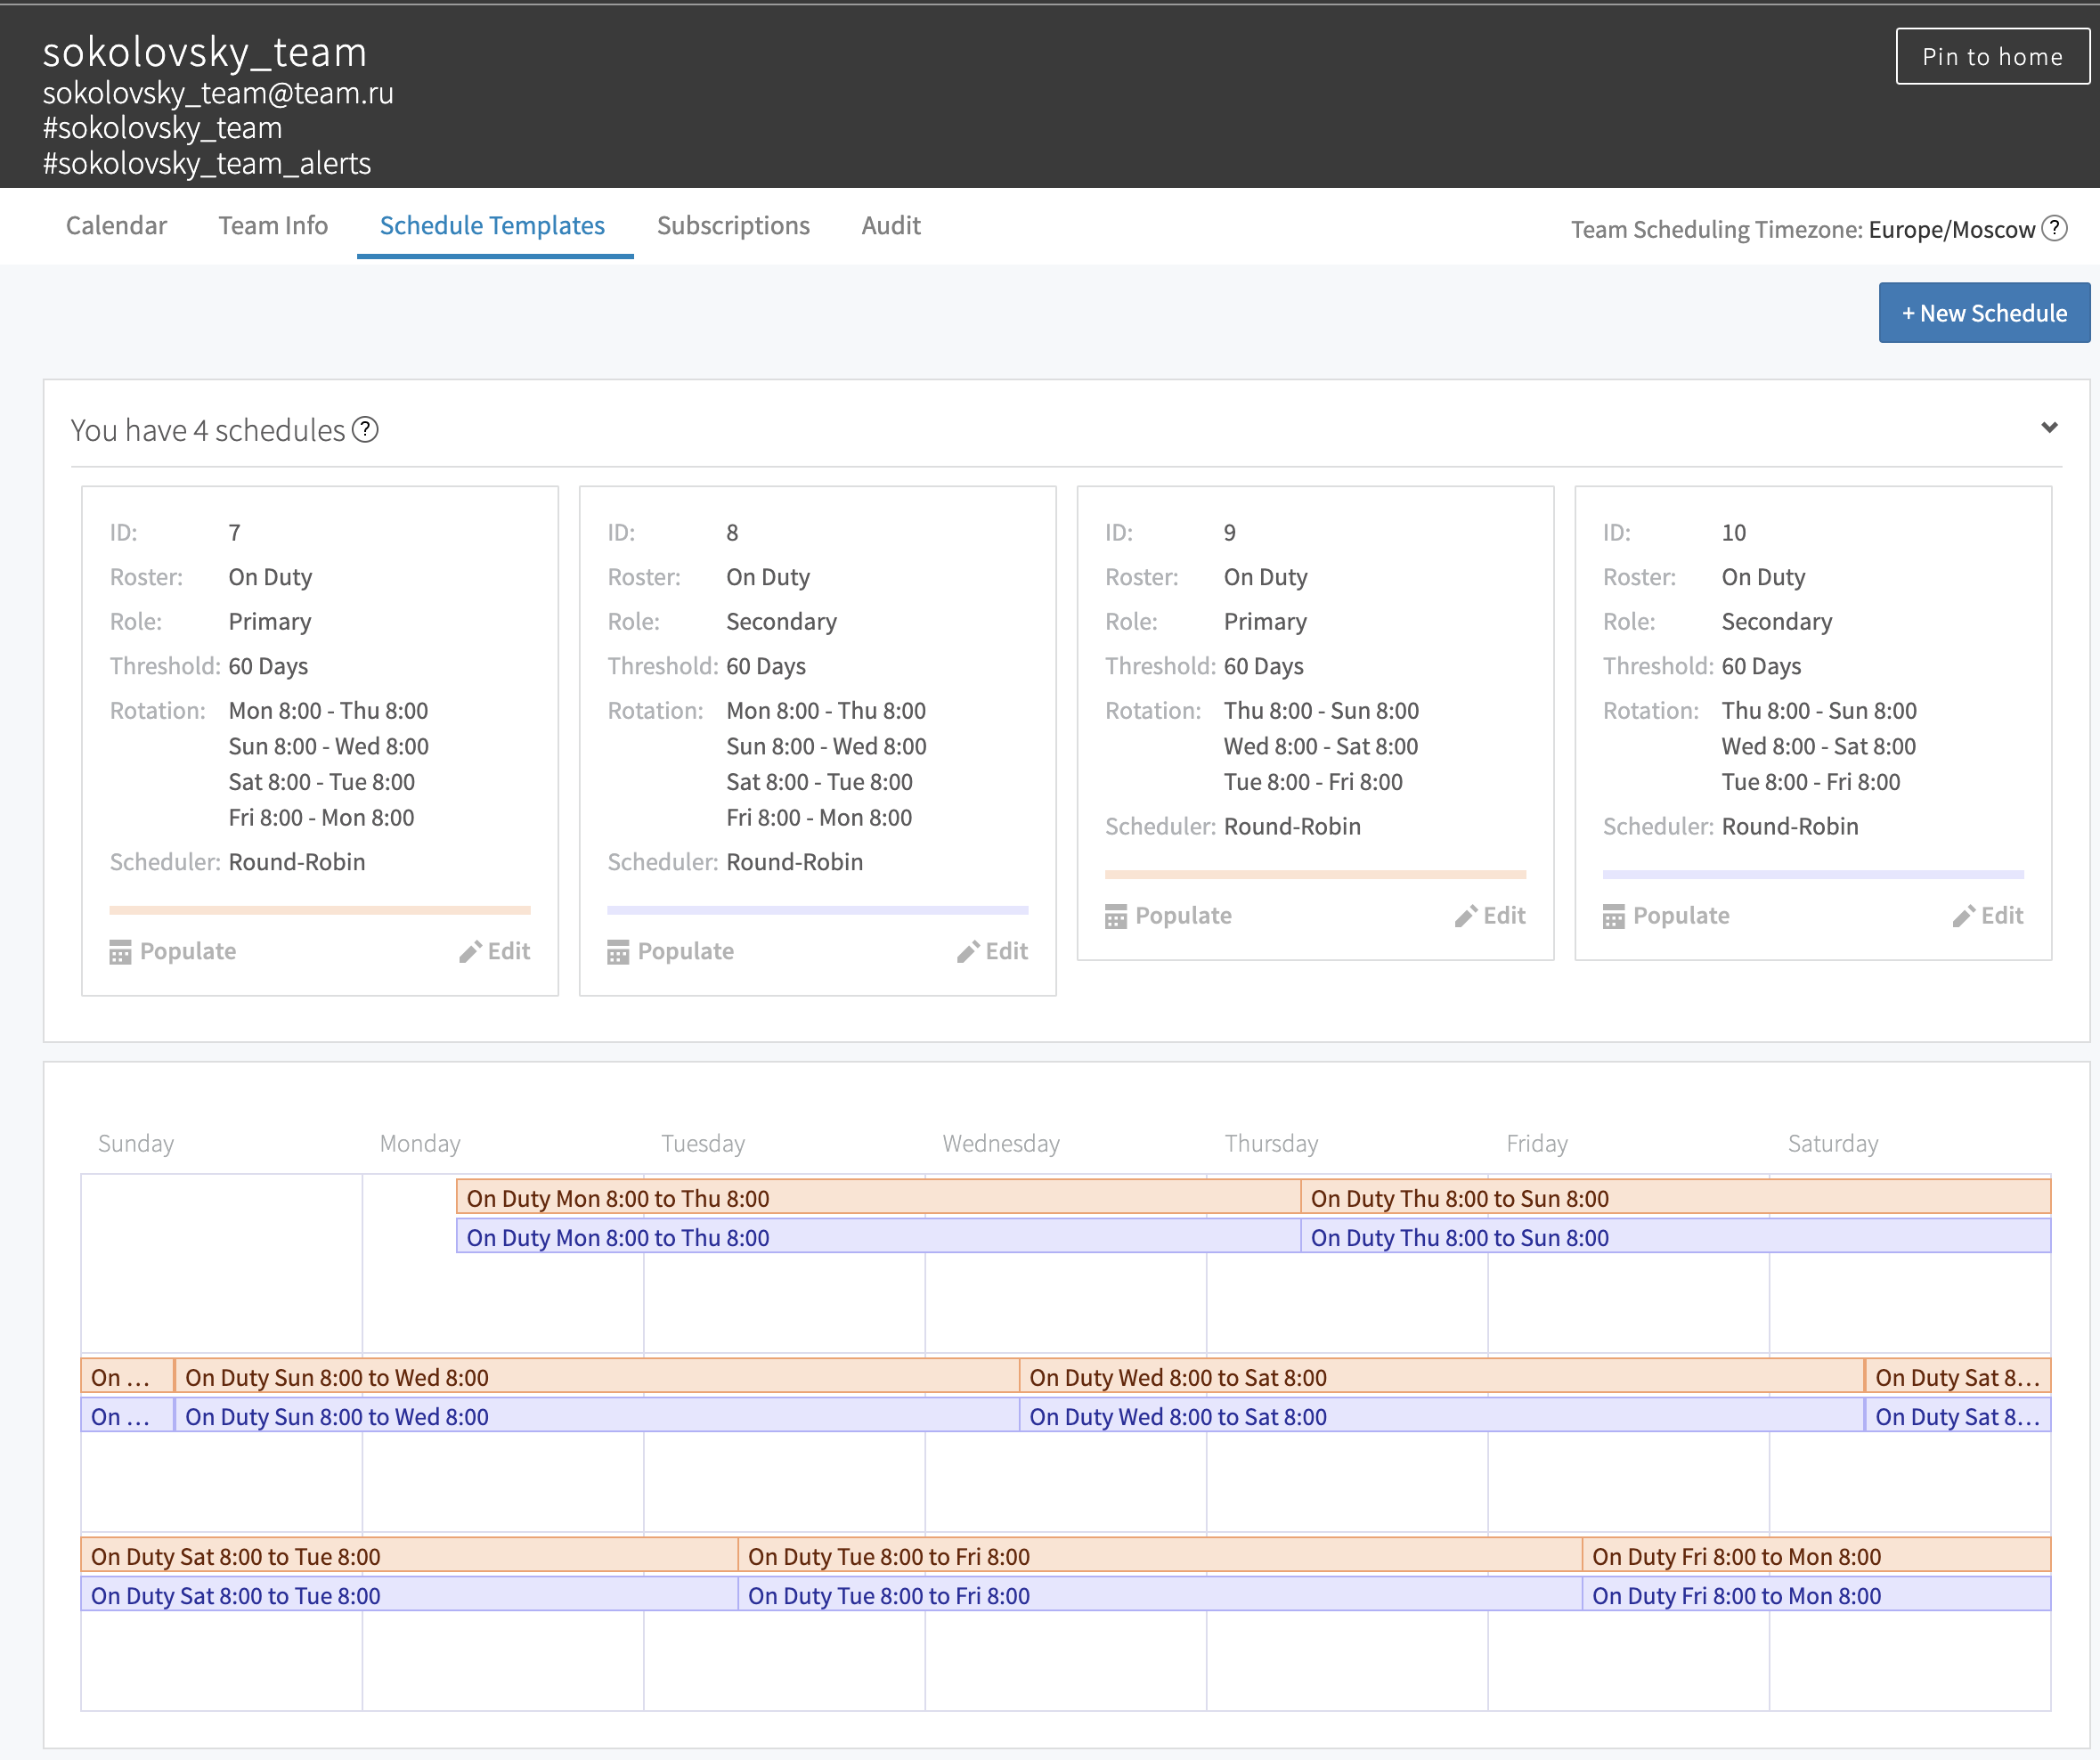 sokolovsky_team
Pin to home
sokolovsky_team@team.ru
#sokolovsky_team
#sokolovsky_team_alerts
Calendar Team Info Schedule Templates Subscriptions Audit
Team Scheduling Timezone: Europe/Moscow ?
+ New Schedule
You have 4 schedules ?
ID: 7
Roster: On Duty
Role: Primary
Threshold: 60 Days
Rotation: Mon 8:00 - Thu 8:00
Sun 8:00 - Wed 8:00
Sat 8:00 - Tue 8:00
Fri 8:00 - Mon 8:00
Scheduler: Round-Robin
Populate Edit
ID: 8
Roster: On Duty
Role: Secondary
Threshold: 60 Days
Rotation: Mon 8:00 - Thu 8:00
Sun 8:00 - Wed 8:00
Sat 8:00 - Tue 8:00
Fri 8:00 - Mon 8:00
Scheduler: Round-Robin
Populate Edit
ID: 9
Roster: On Duty
Role: Primary
Threshold: 60 Days
Rotation: Thu 8:00 - Sun 8:00
Wed 8:00 - Sat 8:00
Tue 8:00 - Fri 8:00
Scheduler: Round-Robin
Populate Edit
ID: 10
Roster: On Duty
Role: Secondary
Threshold: 60 Days
Rotation: Thu 8:00 - Sun 8:00
Wed 8:00 - Sat 8:00
Tue 8:00 - Fri 8:00
Scheduler: Round-Robin
Populate Edit
Sunday Monday Tuesday Wednesday Thursday Friday Saturday
On Duty Mon 8:00 to Thu 8:00 On Duty Thu 8:00 to Sun 8:00
On Duty Mon 8:00 to Thu 8:00 On Duty Thu 8:00 to Sun 8:00
On … On Duty Sun 8:00 to Wed 8:00 On Duty Wed 8:00 to Sat 8:00 On Duty Sat 8…
On … On Duty Sun 8:00 to Wed 8:00 On Duty Wed 8:00 to Sat 8:00 On Duty Sat 8…
On Duty Sat 8:00 to Tue 8:00 On Duty Tue 8:00 to Fri 8:00 On Duty Fri 8:00 to Mon 8:00
On Duty Sat 8:00 to Tue 8:00 On Duty Tue 8:00 to Fri 8:00 On Duty Fri 8:00 to Mon 8:00